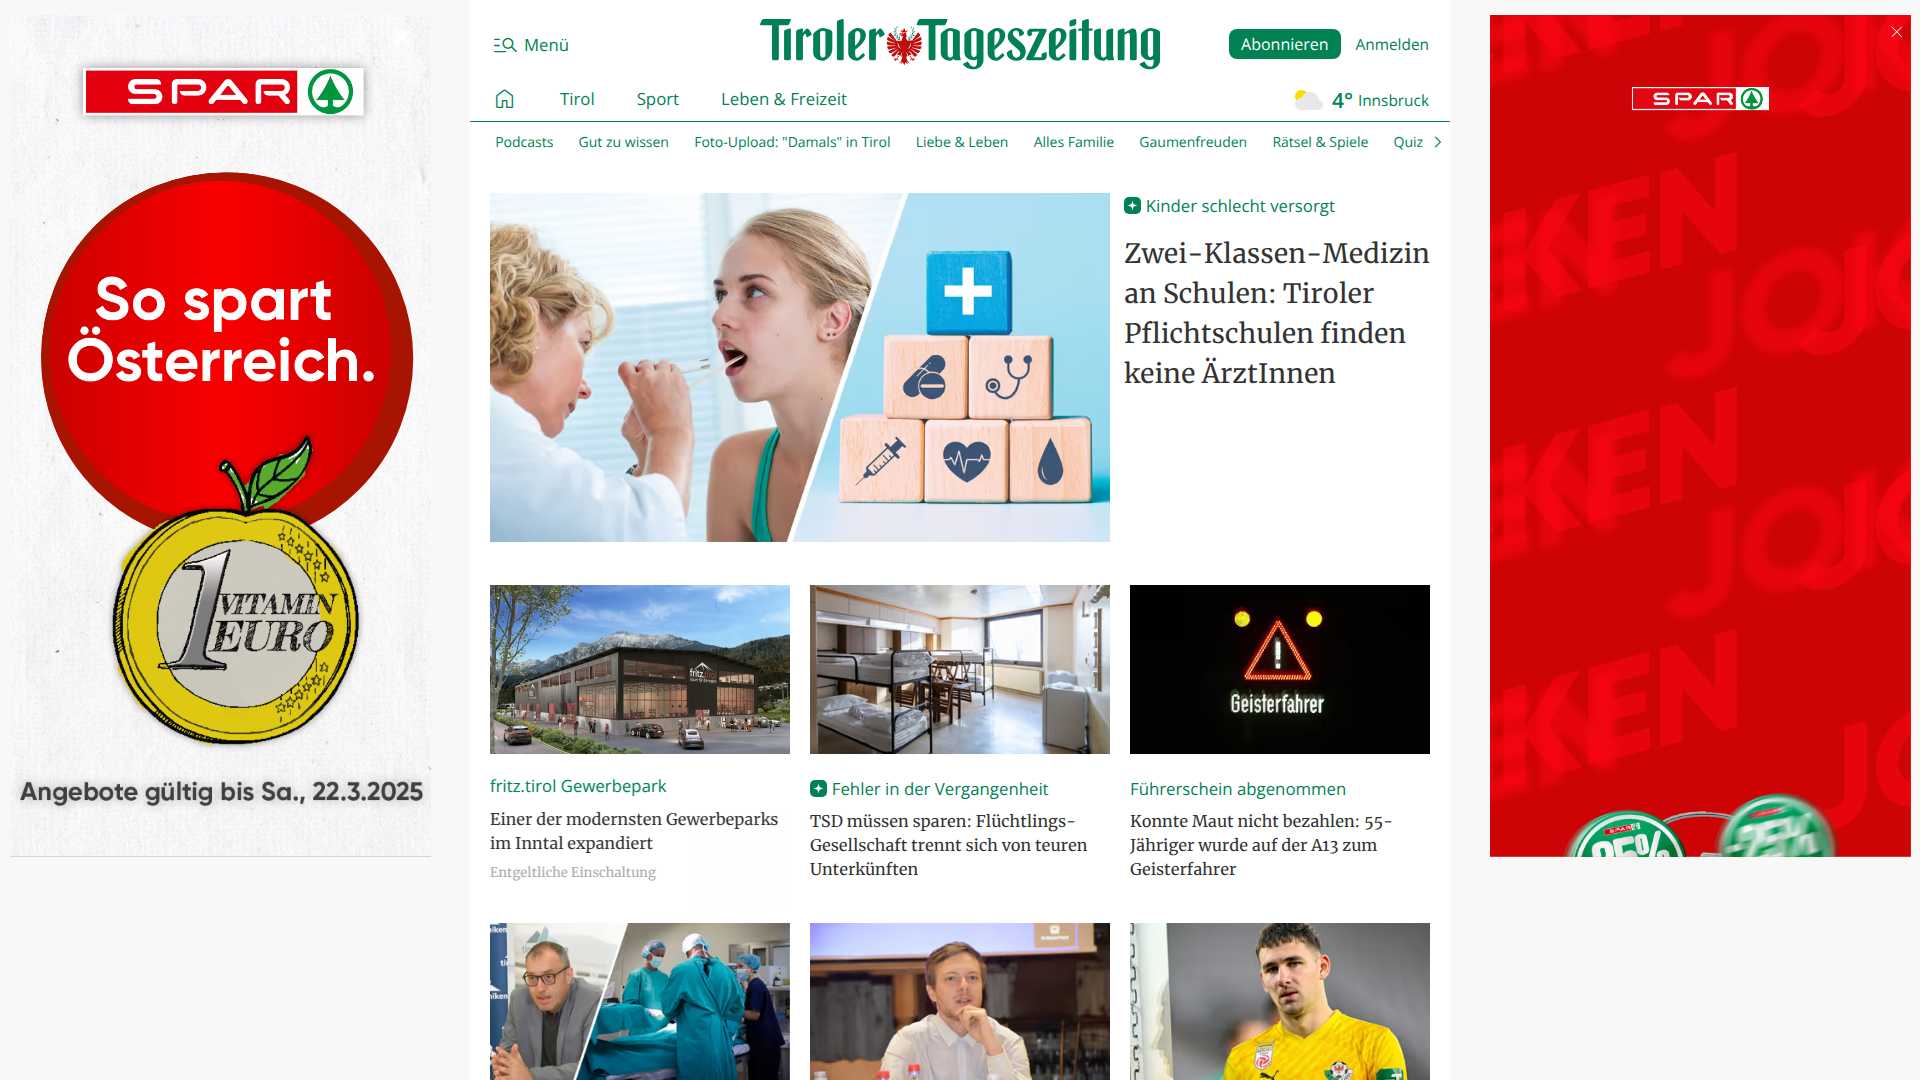 SPAR
So spart
Österreich.
1 VITAMIN
EURO
Angebote gültig bis Sa., 22.3.2025
Menü
Tiroler Tageszeitung
Abonnieren
Anmelden
Tirol
Sport
Leben & Freizeit
4° Innsbruck
Podcasts
Gut zu wissen
Foto-Upload: "Damals" in Tirol
Liebe & Leben
Alles Familie
Gaumenfreuden
Rätsel & Spiele
Quiz
Kinder schlecht versorgt
Zwei-Klassen-Medizin
an Schulen: Tiroler
Pflichtschulen finden
keine ÄrztInnen
fritz.tirol
Geisterfahrer
fritz.tirol Gewerbepark
Einer der modernsten Gewerbeparks
im Inntal expandiert
Entgeltliche Einschaltung
Fehler in der Vergangenheit
TSD müssen sparen: Flüchtlings-
Gesellschaft trennt sich von teuren
Unterkünften
Führerschein abgenommen
Konnte Maut nicht bezahlen: 55-
Jähriger wurde auf der A13 zum
Geisterfahrer
SPAR